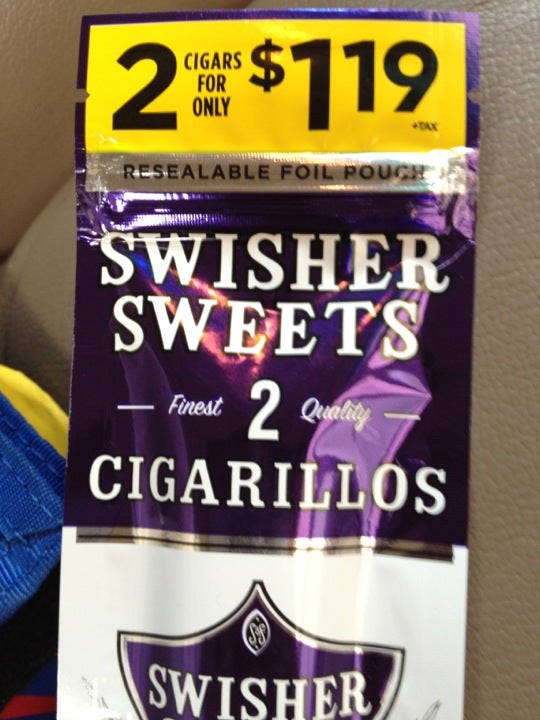 2 CIGARS FOR ONLY $1.19
+TAX
RESEALABLE FOIL POUCH
SWISHER
SWEETS
Finest 2 Quality
CIGARILLOS
SWISHER